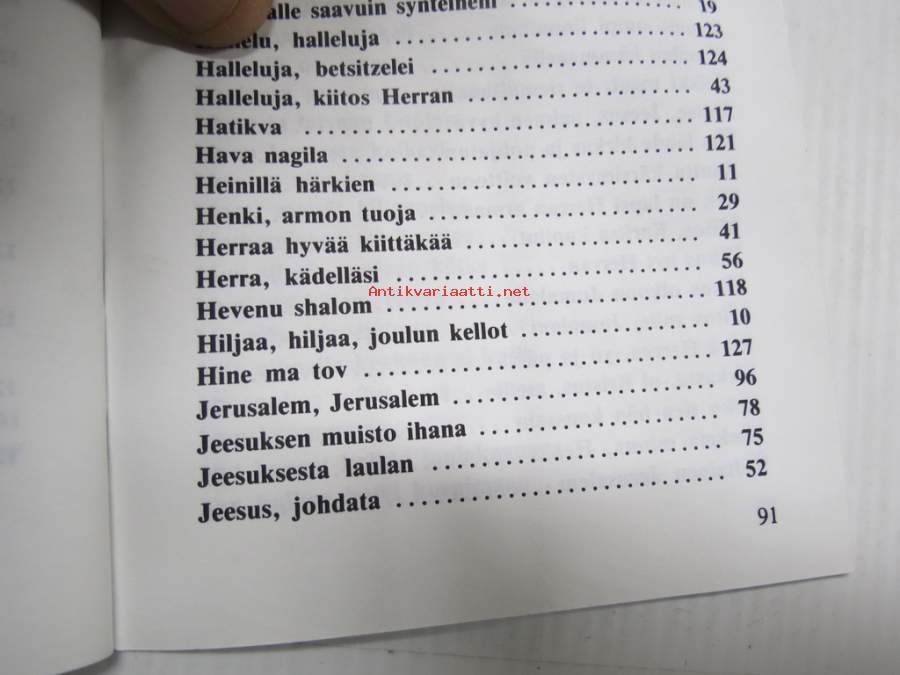 alle saavuin synteineni .......................... 19
halleluja .............................. 123
Halleluja, betsitzelei .......................... 124
Halleluja, kiitos Herran ....................... 43
Hatikva ....................................... 117
Hava nagila ................................... 121
Heinillä härkien ............................... 11
Henki, armon tuoja ........................... 29
Herraa hyvää kiittäkää ........................ 41
Herra, kädelläsi ............................... 56
Antikvariaatti.net
Hevenu shalom ................................ 118
Hiljaa, hiljaa, joulun kellot .................... 10
Hine ma tov ................................... 127
Jerusalem, Jerusalem .......................... 96
Jeesuksen muisto ihana ........................ 78
Jeesuksesta laulan ............................. 75
Jeesus, johdata ................................ 52
91